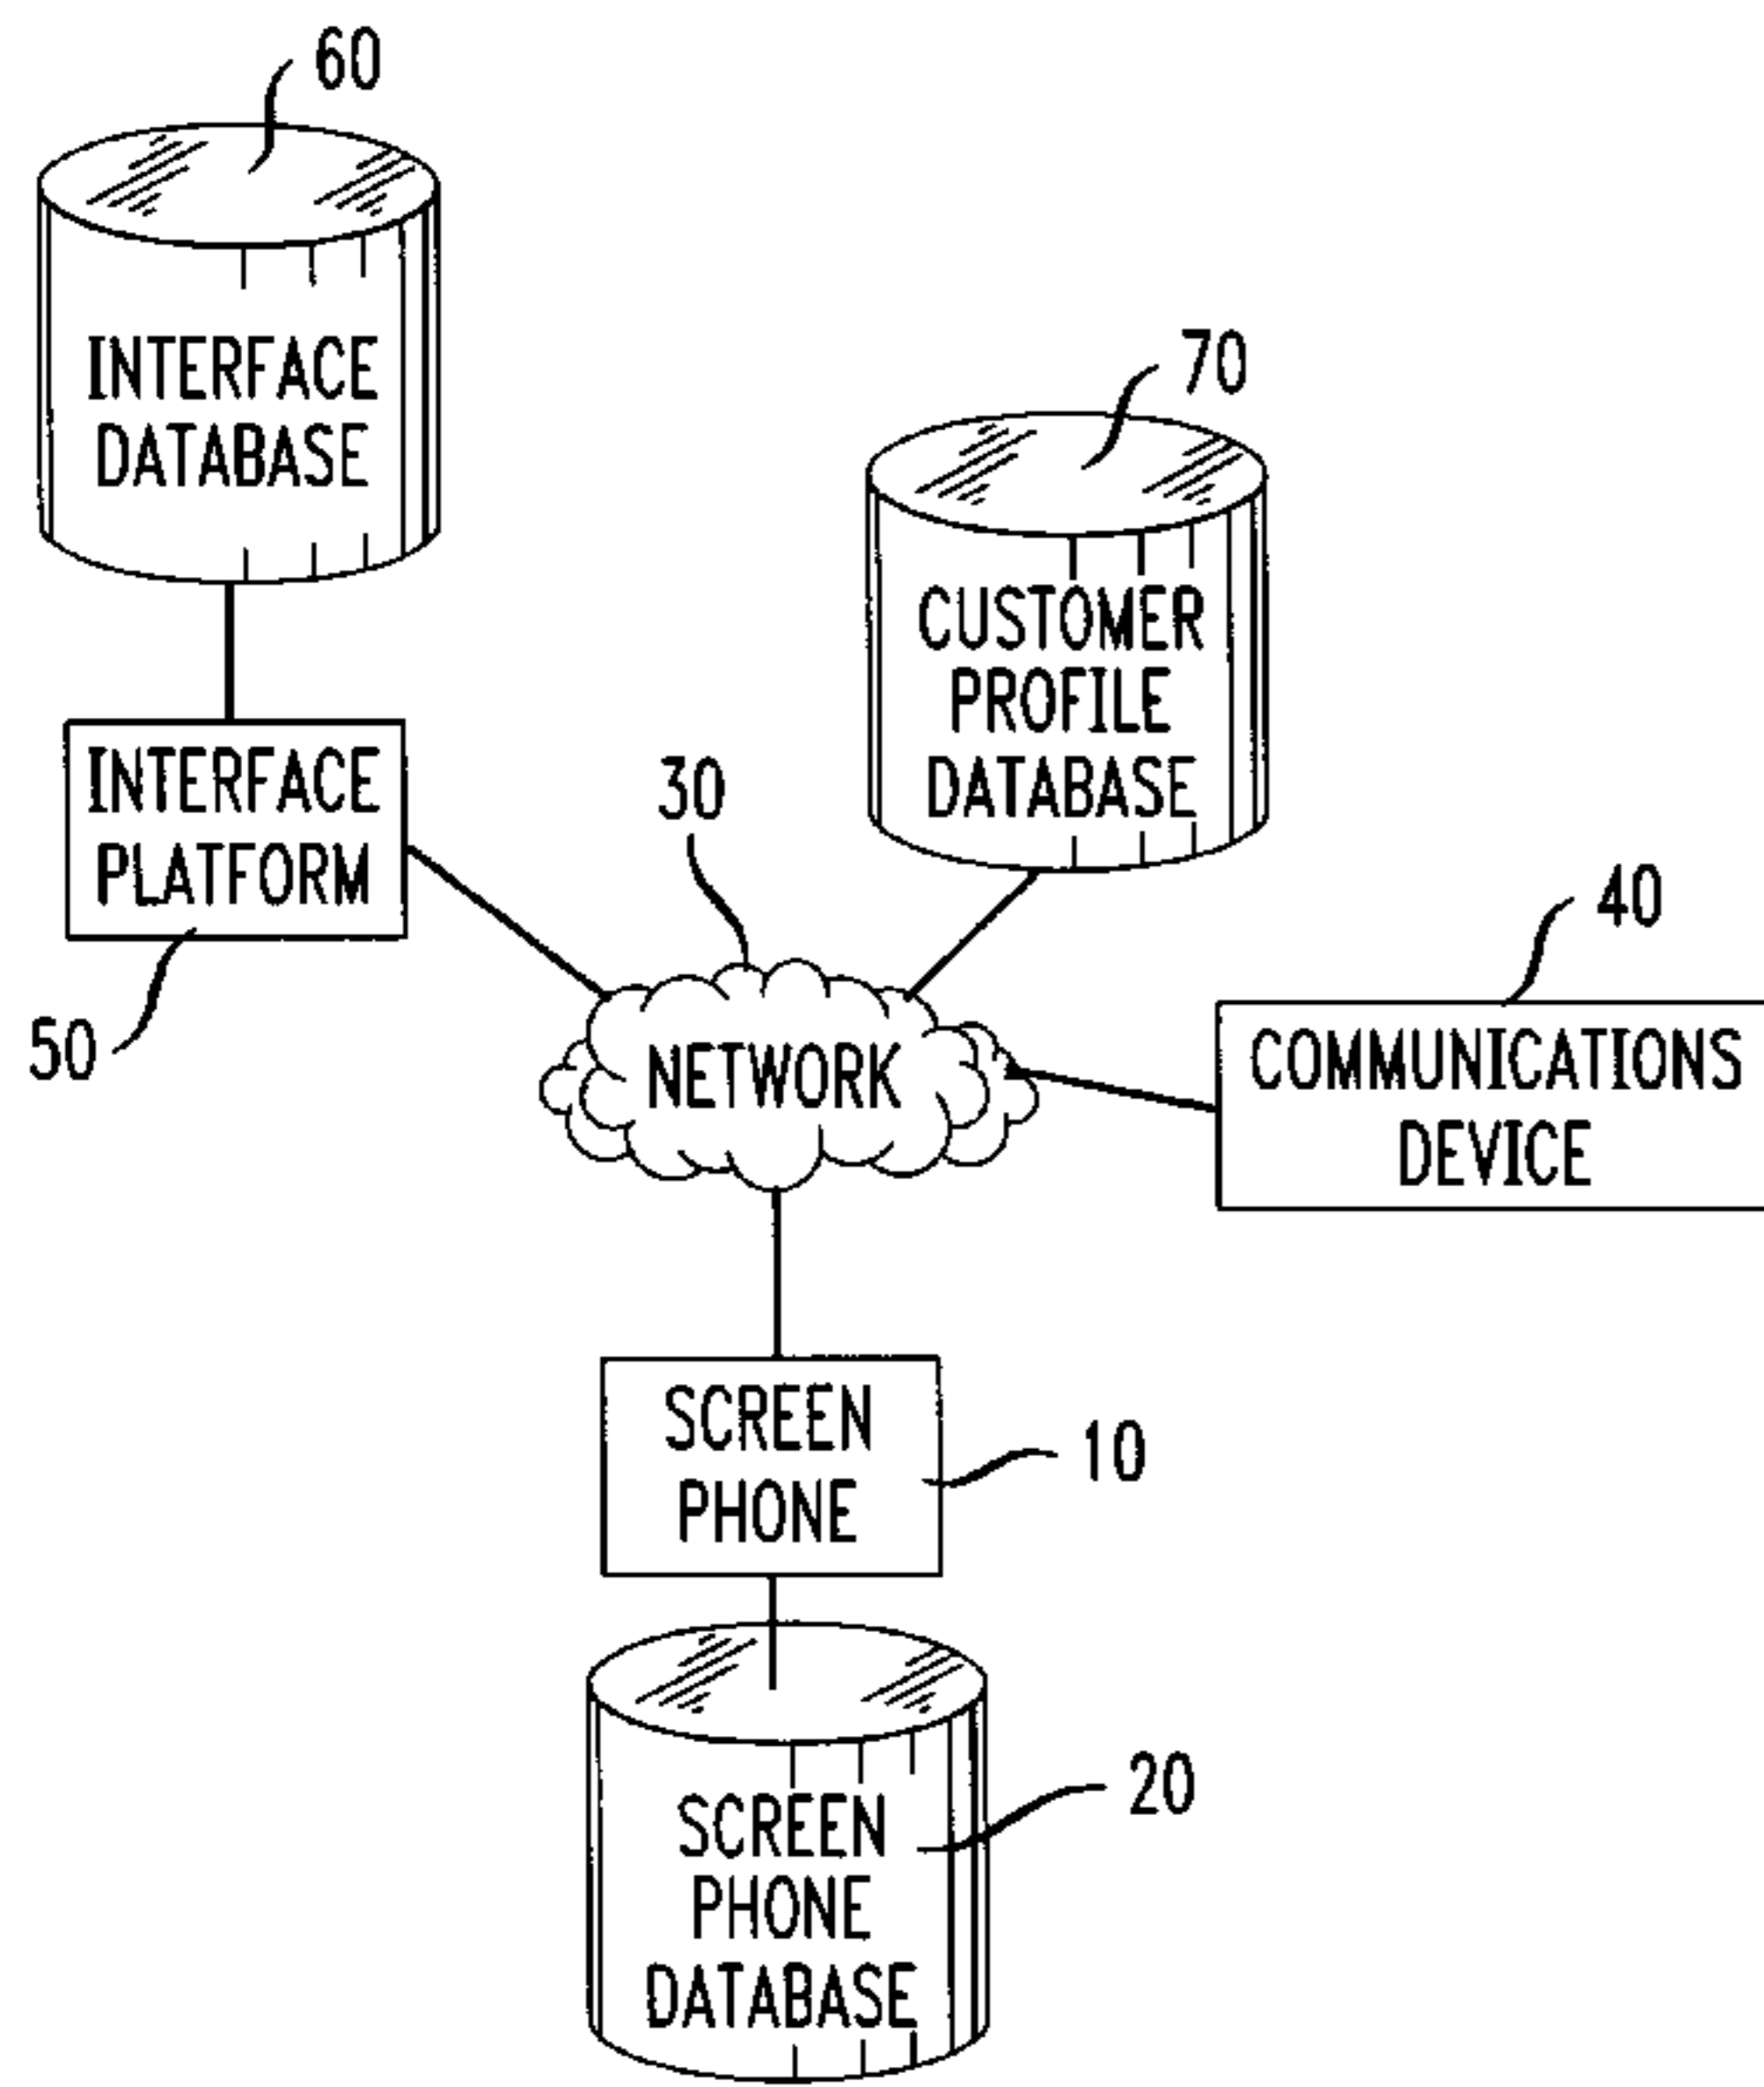 60
INTERFACE
DATABASE
70
CUSTOMER
PROFILE
DATABASE
INTERFACE
PLATFORM
30
50
40
NETWORK
COMMUNICATIONS
DEVICE
SCREEN
PHONE
10
SCREEN
PHONE
DATABASE
20